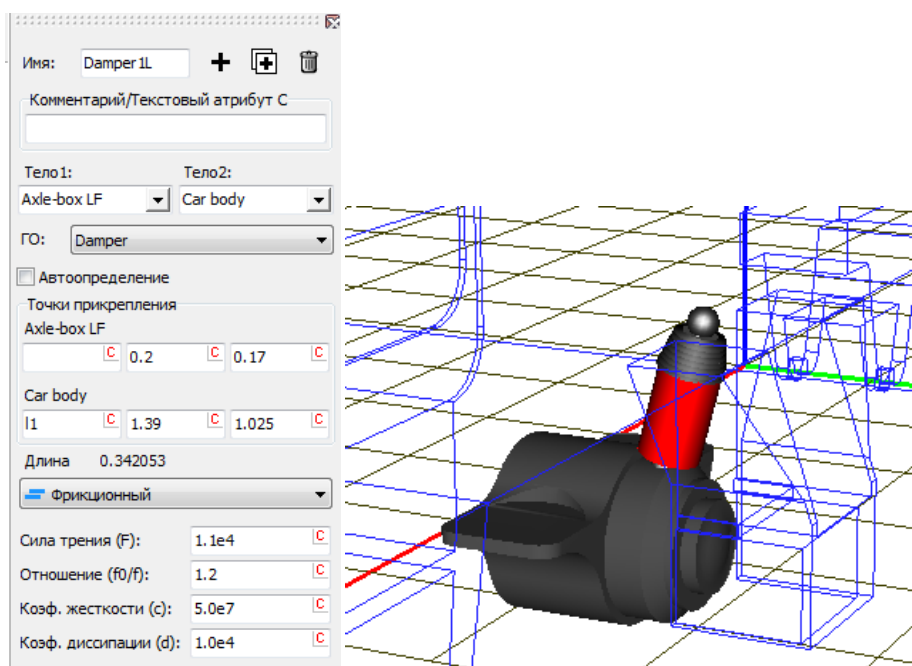 Имя: Damper 1L
Комментарий/Текстовый атрибут C
Тело1: Тело2:
Axle-box LF Car body
ГО: Damper
Автоопределение
Точки прикрепления
Axle-box LF
C 0.2 C 0.17 C
Car body
l1 C 1.39 C 1.025 C
Длина 0.342053
Фрикционный
Сила трения (F): 1.1e4 C
Отношение (f0/f): 1.2 C
Коэф. жесткости (c): 5.0e7 C
Коэф. диссипации (d): 1.0e4 C